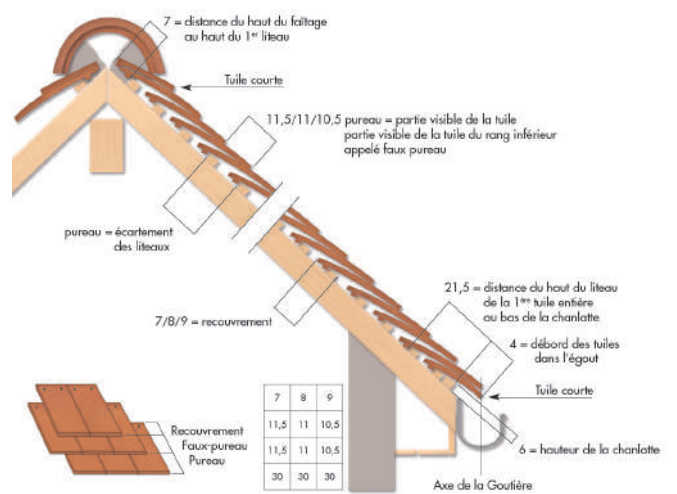 7 = distance du haut du faîtage
au haut du 1er liteau
Tuile courte
11,5/11/10,5 pureau = partie visible de la tuile
partie visible de la tuile du rang inférieur
appelé faux pureau
pureau = écartement
des liteaux
21,5 = distance du haut du liteau
de la 1ère tuile entière
au bas de la chanlatte
7/8/9 = recouvrement
4 = débord des tuiles
dans l'égout
Tuile courte
Recouvrement
Faux-pureau
Pureau
7 8 9
11,5 11 10,5
11,5 11 10,5
30 30 30
6 = hauteur de la chanlatte
Axe de la Goutière